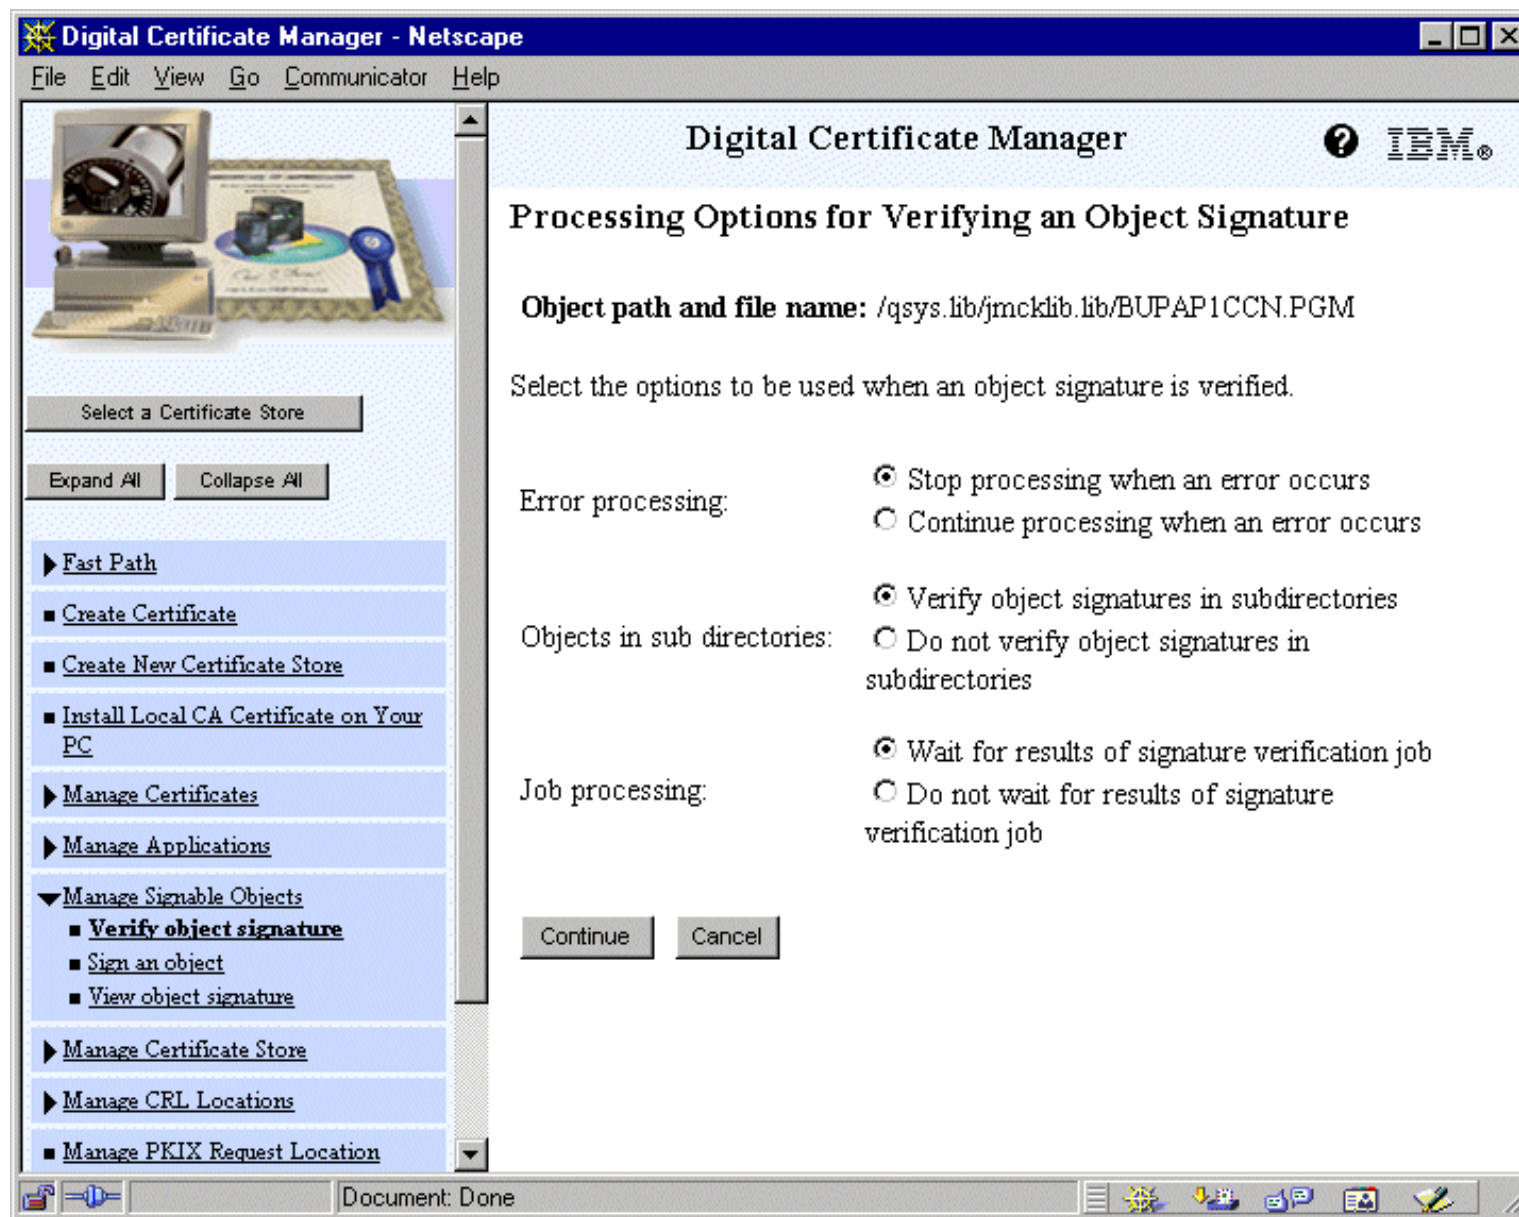 Digital Certificate Manager - Netscape
File Edit View Go Communicator Help
Select a Certificate Store
Expand All Collapse All
Fast Path
Create Certificate
Create New Certificate Store
Install Local CA Certificate on Your
PC
Manage Certificates
Manage Applications
Manage Signable Objects
Verify object signature
Sign an object
View object signature
Manage Certificate Store
Manage CRL Locations
Manage PKIX Request Location
Digital Certificate Manager
? IBM®
Processing Options for Verifying an Object Signature
Object path and file name: /qsys.lib/jmcklib.lib/BUPAP1CCN.PGM
Select the options to be used when an object signature is verified.
Error processing:
Stop processing when an error occurs
Continue processing when an error occurs
Objects in sub directories:
Verify object signatures in subdirectories
Do not verify object signatures in
subdirectories
Job processing:
Wait for results of signature verification job
Do not wait for results of signature
verification job
Continue Cancel
Document: Done